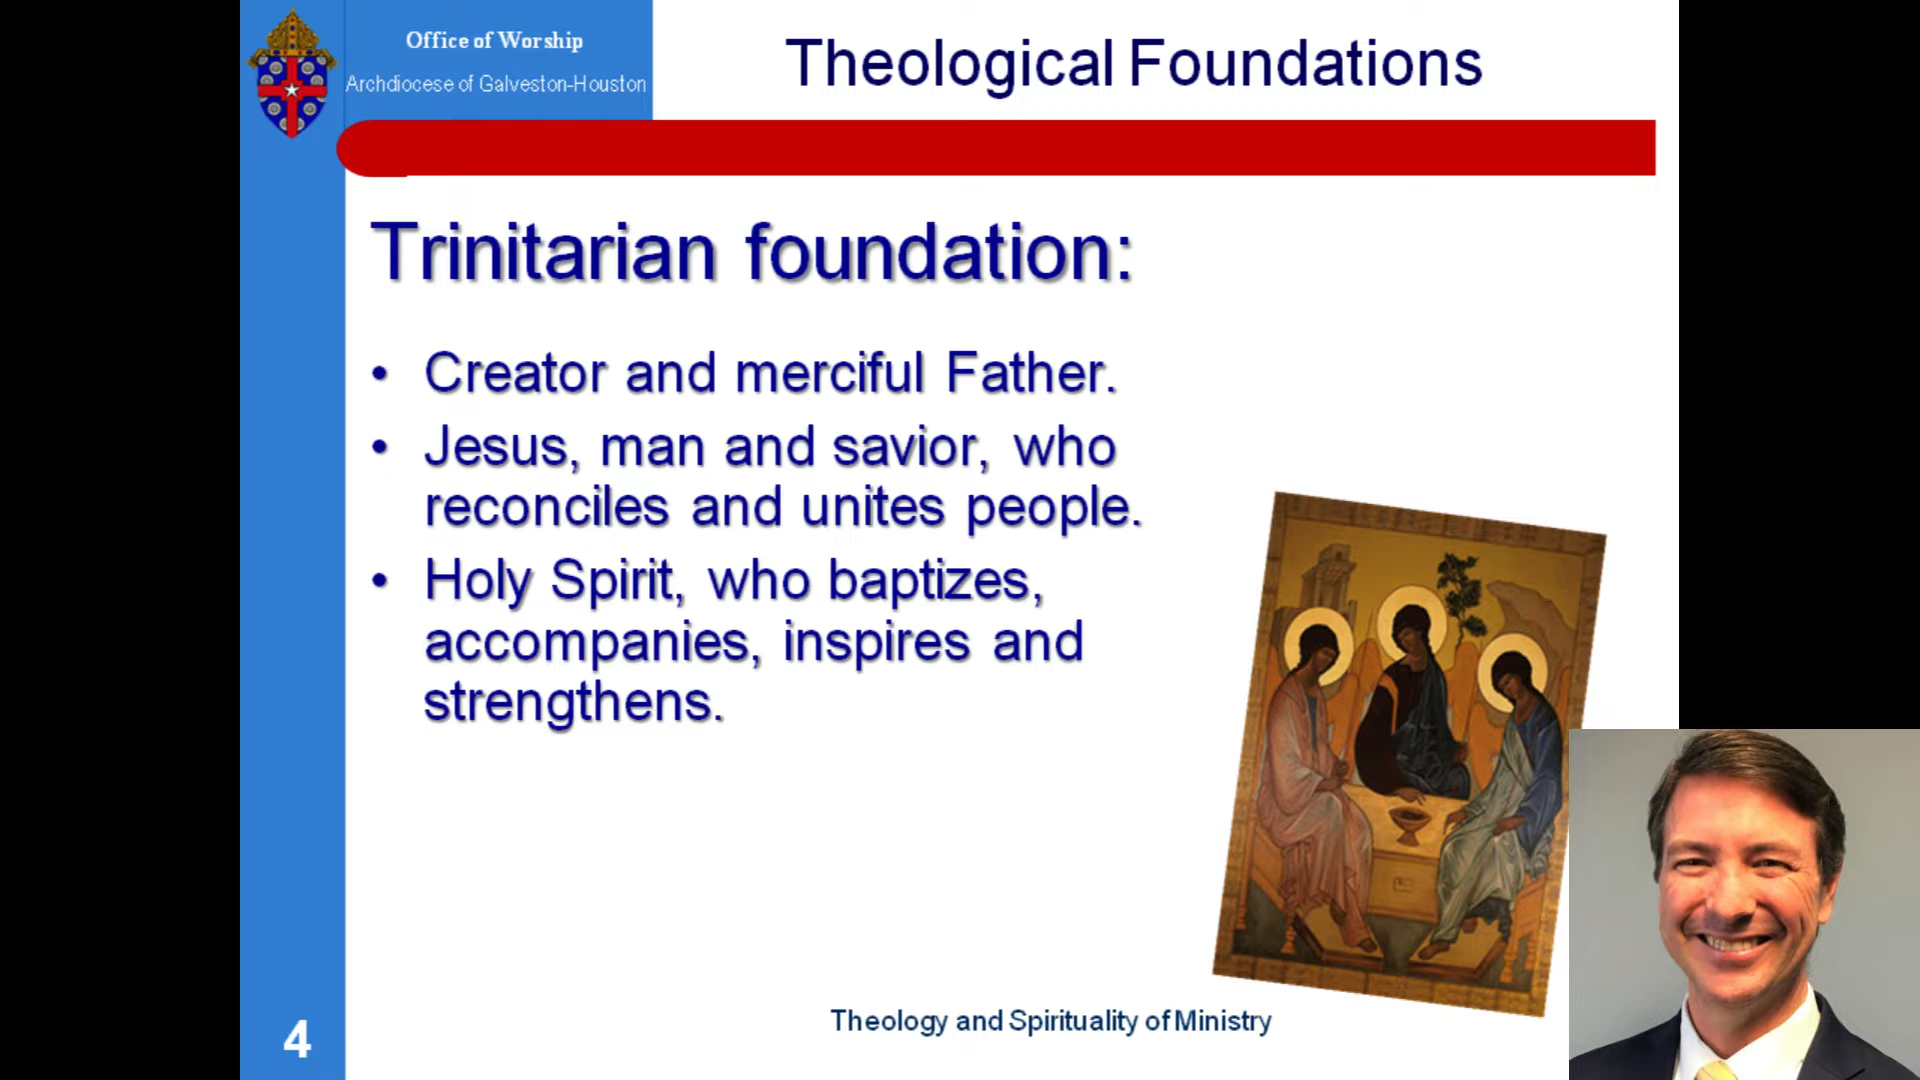 Office of Worship
Archdiocese of Galveston-Houston
Theological Foundations
Trinitarian foundation:
• Creator and merciful Father.
• Jesus, man and savior, who
reconciles and unites people.
• Holy Spirit, who baptizes,
accompanies, inspires and
strengthens.
Theology and Spirituality of Ministry
4